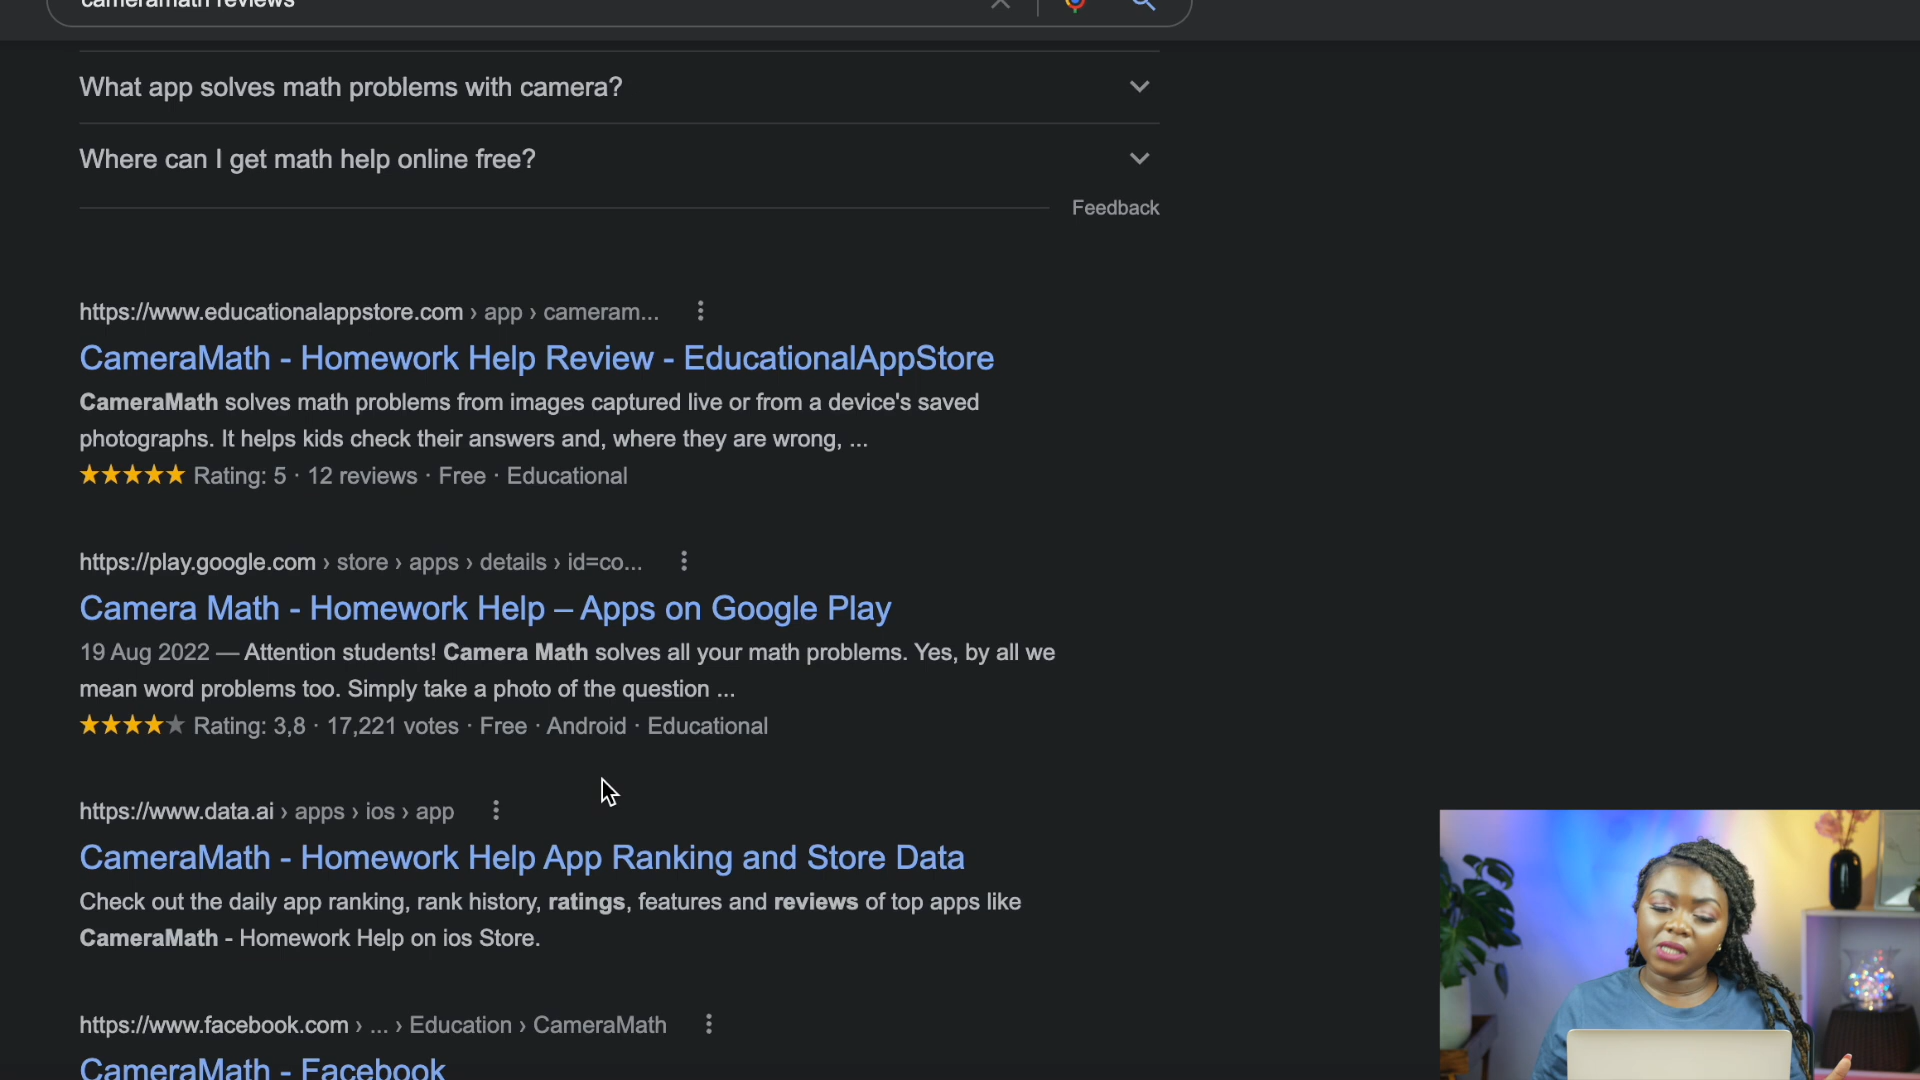 cameramath reviews
What app solves math problems with camera?
Where can I get math help online free?
Feedback
https://www.educationalappstore.com › app › cameram...
CameraMath - Homework Help Review - EducationalAppStore
CameraMath solves math problems from images captured live or from a device's saved
photographs. It helps kids check their answers and, where they are wrong, ...
Rating: 5 · 12 reviews · Free · Educational
https://play.google.com › store › apps › details › id=co...
Camera Math - Homework Help – Apps on Google Play
19 Aug 2022 — Attention students! Camera Math solves all your math problems. Yes, by all we
mean word problems too. Simply take a photo of the question ...
Rating: 3,8 · 17,221 votes · Free · Android · Educational
https://www.data.ai › apps › ios › app
CameraMath - Homework Help App Ranking and Store Data
Check out the daily app ranking, rank history, ratings, features and reviews of top apps like
CameraMath - Homework Help on ios Store.
https://www.facebook.com › ... › Education › CameraMath
CameraMath - Facebook